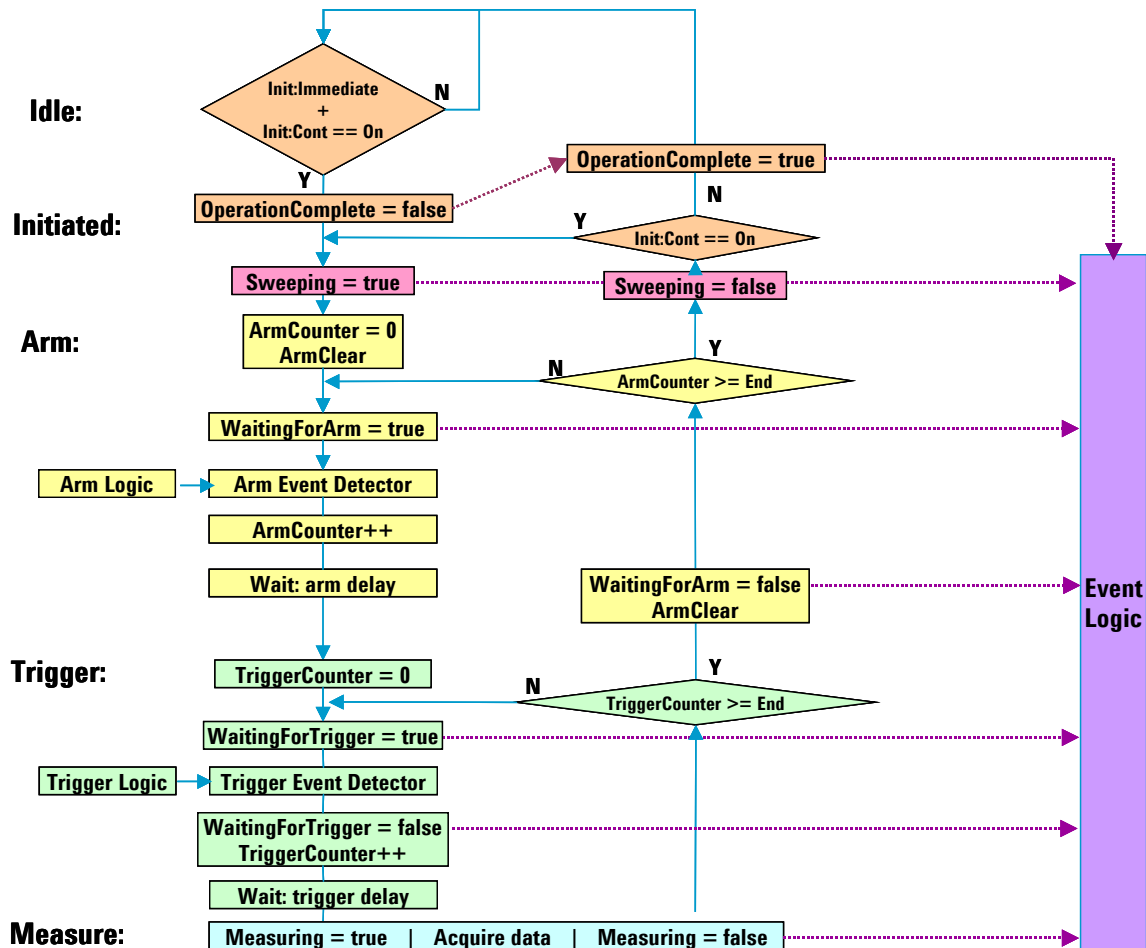 Idle:
Init:Immediate
+
Init:Cont == On
N
Y
OperationComplete = true
OperationComplete = false
N
Initiated:
Y
Init:Cont == On
Sweeping = true
Sweeping = false
Arm:
ArmCounter = 0
ArmClear
Y
N
ArmCounter >= End
WaitingForArm = true
Arm Logic
Arm Event Detector
ArmCounter++
Wait: arm delay
WaitingForArm = false
ArmClear
Event
Logic
Trigger:
TriggerCounter = 0
Y
N
TriggerCounter >= End
WaitingForTrigger = true
Trigger Logic
Trigger Event Detector
WaitingForTrigger = false
TriggerCounter++
Wait: trigger delay
Measure:
Measuring = true | Acquire data | Measuring = false